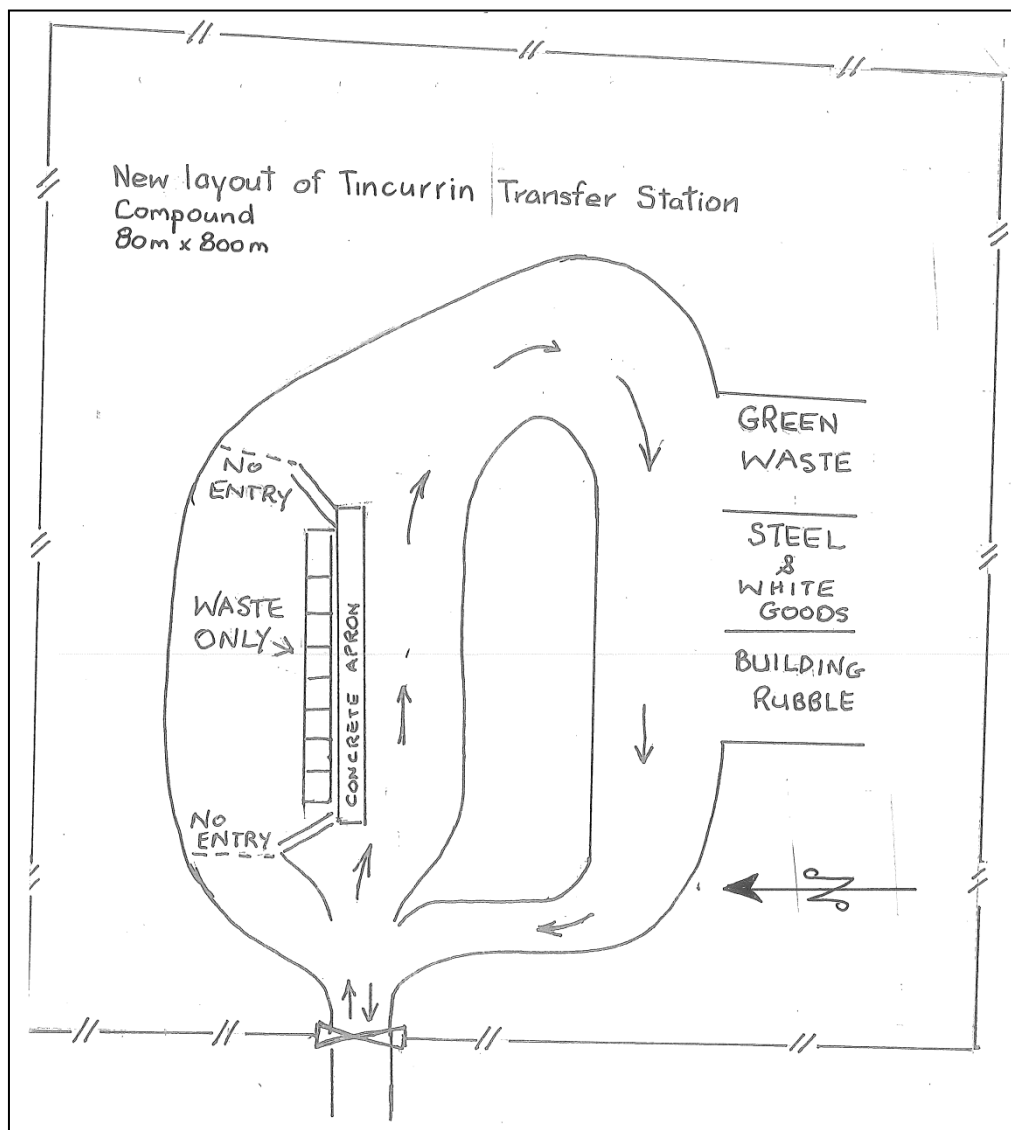 New layout of Tincurrin Transfer Station
Compound
80m x 800m
GREEN
WASTE
NO
ENTRY
STEEL
&
WHITE
GOODS
WASTE
ONLY
CONCRETE APRON
BUILDING
RUBBLE
NO
ENTRY
N